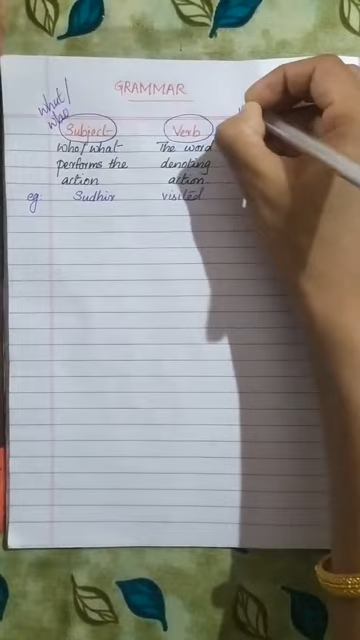 GRAMMAR
what/
who
Subject
Verb
Who/what
performs the
action
The word
denoting
action.
eg: Sudhir visited